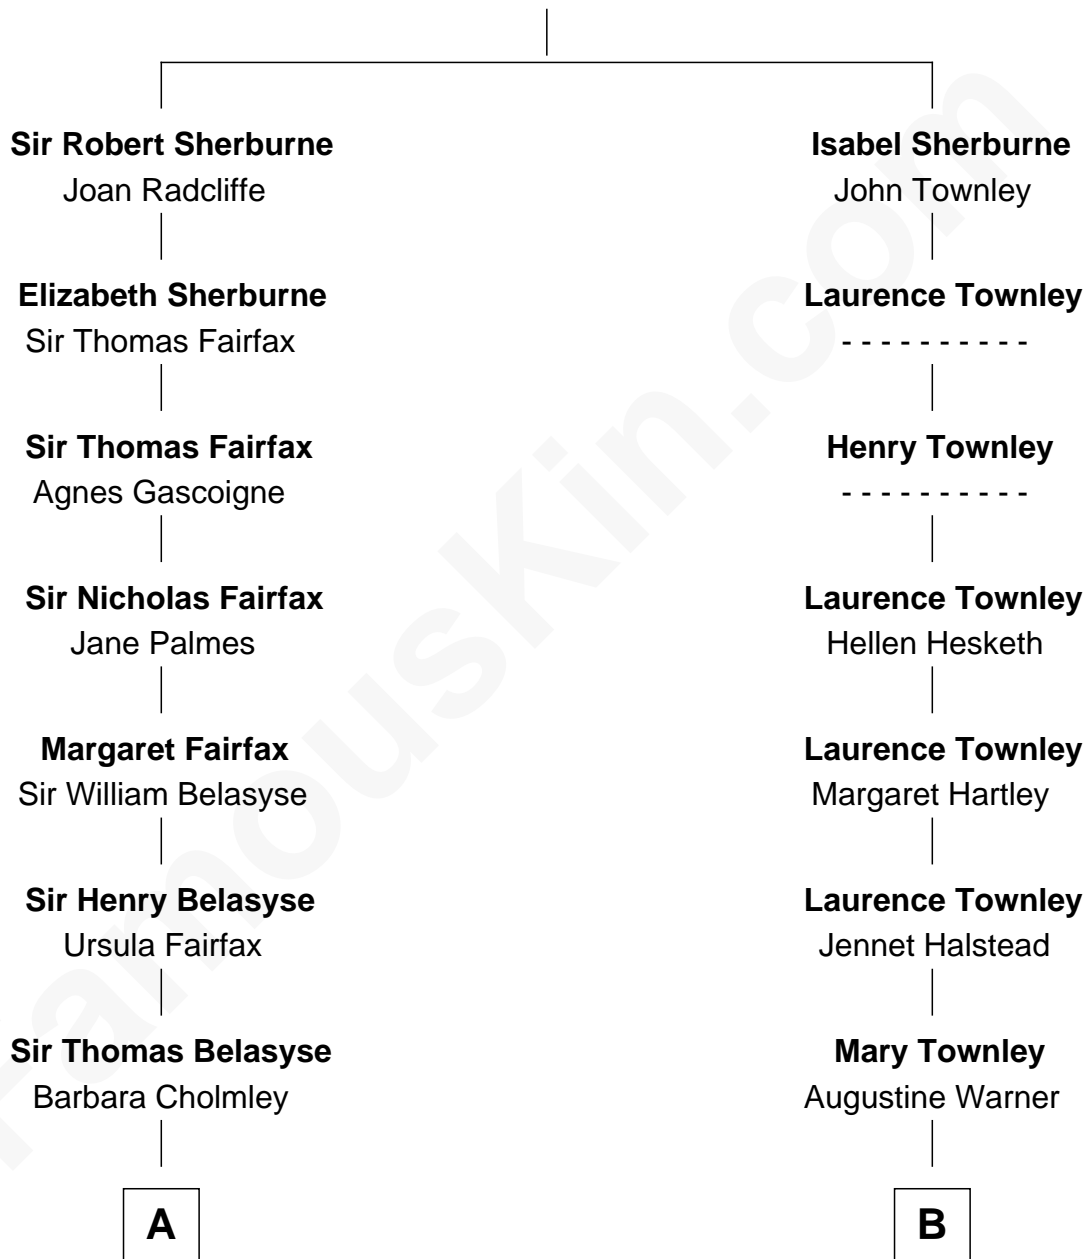 Sir Robert Sherburne
Joan Radcliffe
Isabel Sherburne
John Townley
Elizabeth Sherburne
Sir Thomas Fairfax
Laurence Townley
- - - - - - - - - -
Sir Thomas Fairfax
Agnes Gascoigne
Henry Townley
- - - - - - - - - -
Sir Nicholas Fairfax
Jane Palmes
Laurence Townley
Hellen Hesketh
Margaret Fairfax
Sir William Belasyse
Laurence Townley
Margaret Hartley
Sir Henry Belasyse
Ursula Fairfax
Laurence Townley
Jennet Halstead
Sir Thomas Belasyse
Barbara Cholmley
Mary Townley
Augustine Warner
A
B
FamousKin.com